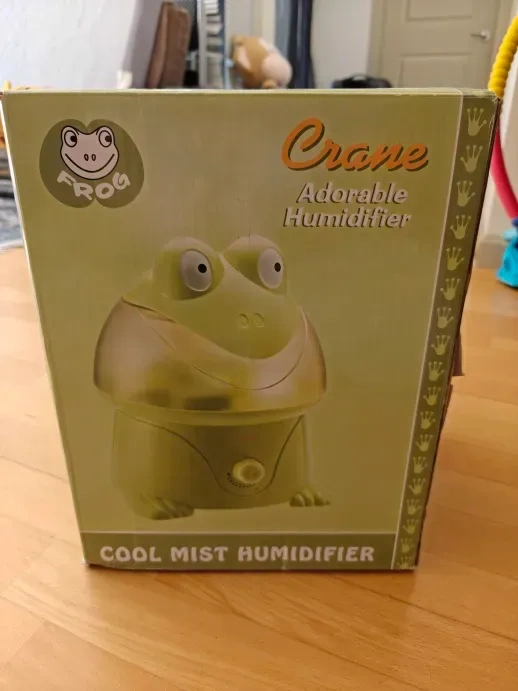 FROG
Crane
Adorable
Humidifier
COOL MIST HUMIDIFIER